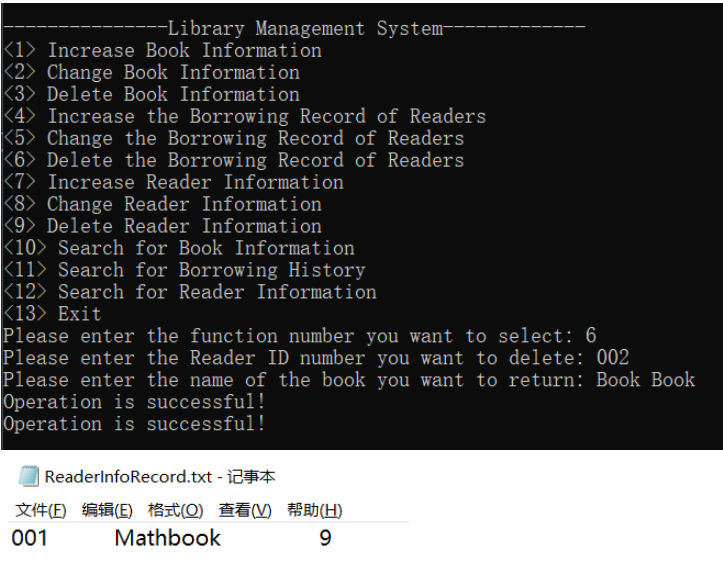 ---------------Library Management System-------------
<1> Increase Book Information
<2> Change Book Information
<3> Delete Book Information
<4> Increase the Borrowing Record of Readers
<5> Change the Borrowing Record of Readers
<6> Delete the Borrowing Record of Readers
<7> Increase Reader Information
<8> Change Reader Information
<9> Delete Reader Information
<10> Search for Book Information
<11> Search for Borrowing History
<12> Search for Reader Information
<13> Exit
Please enter the function number you want to select: 6
Please enter the Reader ID number you want to delete: 002
Please enter the name of the book you want to return: Book Book
Operation is successful!
Operation is successful!
ReaderInfoRecord.txt - 记事本
文件(F) 编辑(E) 格式(O) 查看(V) 帮助(H)
001 Mathbook 9